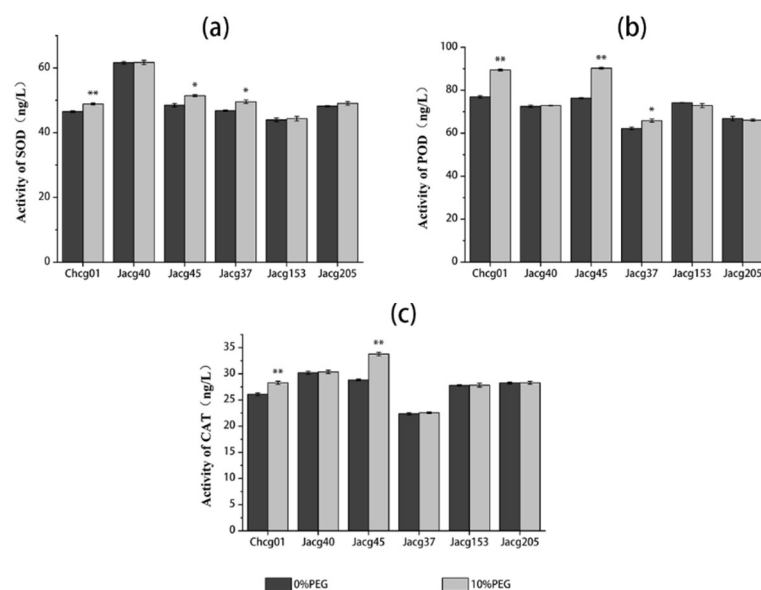 (a)
Activity of SOD（ng/L）
60
40
20
0
**
*
*
Chcg01 Jacg40 Jacg45 Jacg37 Jacg153 Jacg205
(b)
Activity of POD（ng/L）
100
80
60
40
20
0
**
**
*
Chcg01 Jacg40 Jacg45 Jacg37 Jacg153 Jacg205
(c)
Activity of CAT（ng/L）
35
30
25
20
15
10
5
0
**
**
Chcg01 Jacg40 Jacg45 Jacg37 Jacg153 Jacg205
0%PEG 10%PEG